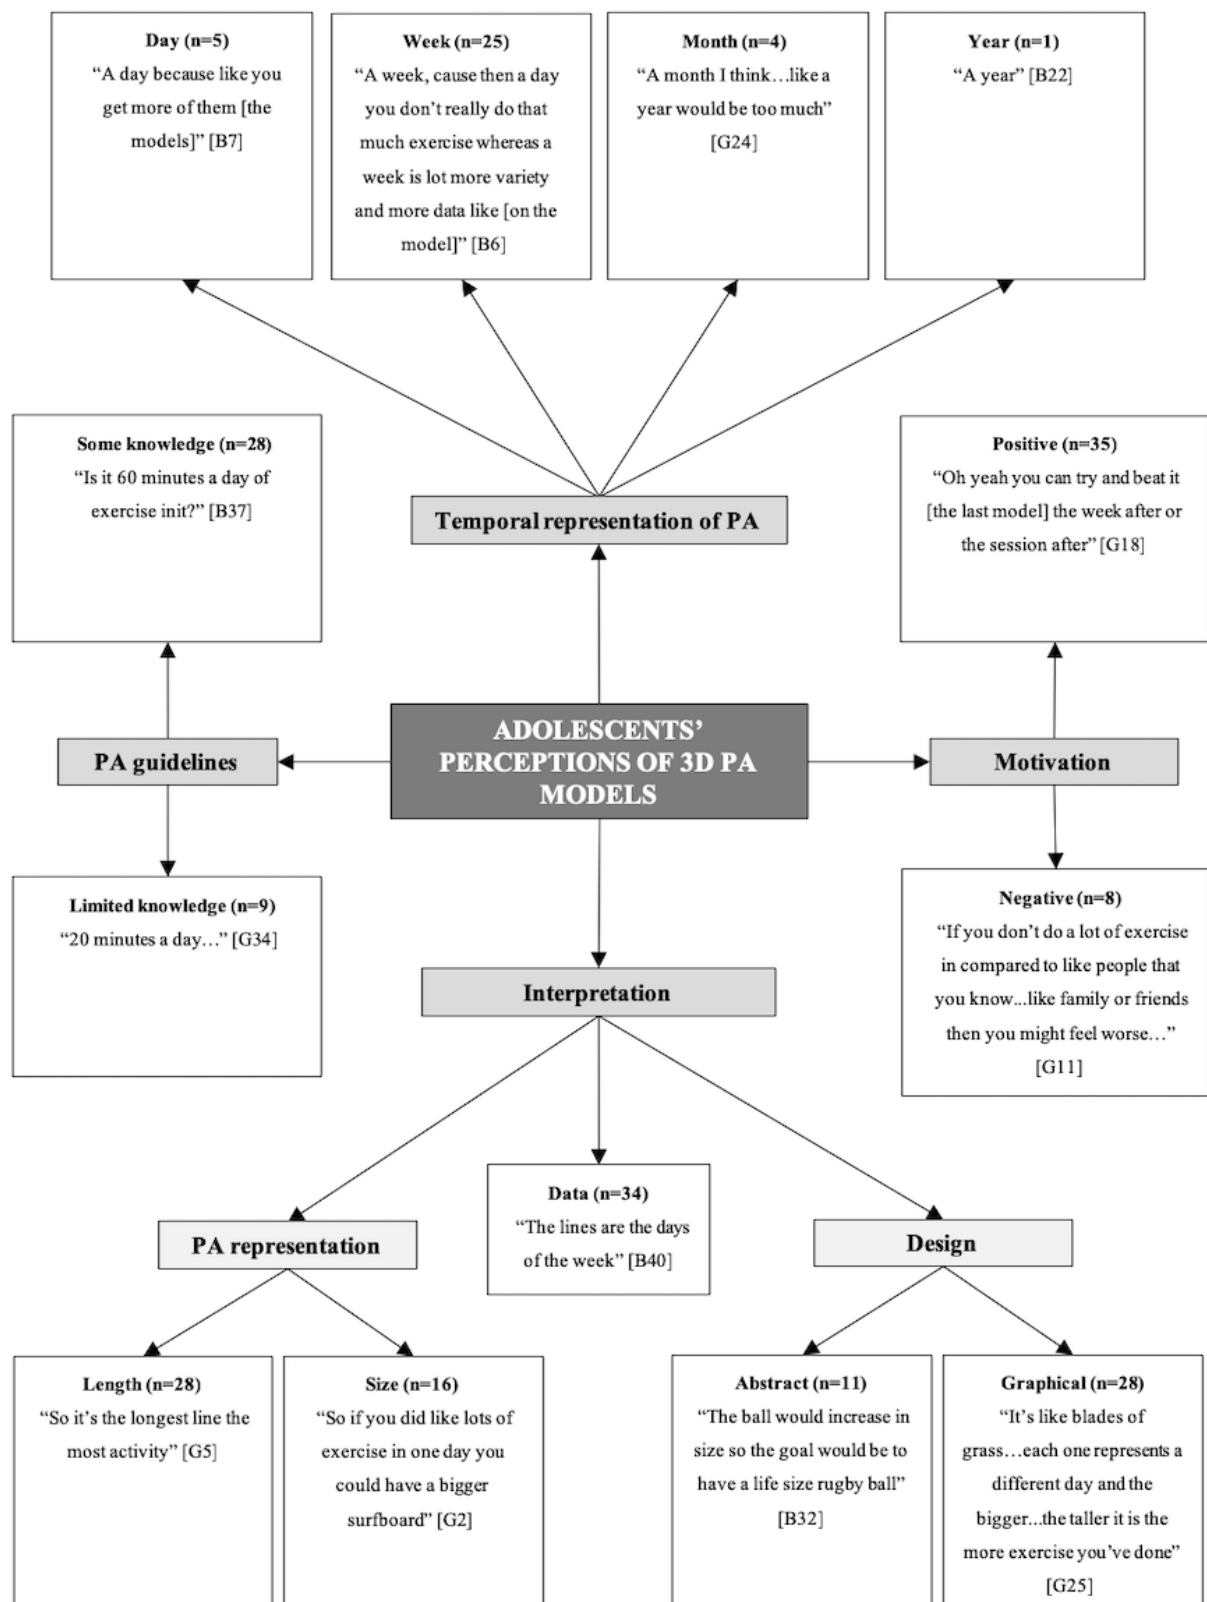 Day (n=5)
“A day because like you
get more of them [the
models]” [B7]
Week (n=25)
“A week, cause then a day
you don’t really do that
much exercise whereas a
week is lot more variety
and more data like [on the
model]” [B6]
Month (n=4)
“A month I think…like a
year would be too much”
[G24]
Year (n=1)
“A year” [B22]
Some knowledge (n=28)
“Is it 60 minutes a day of
exercise init?” [B37]
Temporal representation of PA
Positive (n=35)
“Oh yeah you can try and beat it
[the last model] the week after or
the session after” [G18]
PA guidelines
ADOLESCENTS’
PERCEPTIONS OF 3D PA
MODELS
Motivation
Limited knowledge (n=9)
“20 minutes a day…” [G34]
Negative (n=8)
“If you don’t do a lot of exercise
in compared to like people that
you know...like family or friends
then you might feel worse…”
[G11]
Interpretation
PA representation
Data (n=34)
“The lines are the days
of the week” [B40]
Design
Length (n=28)
“So it’s the longest line the
most activity” [G5]
Size (n=16)
“So if you did like lots of
exercise in one day you
could have a bigger
surfboard” [G2]
Abstract (n=11)
“The ball would increase in
size so the goal would be to
have a life size rugby ball”
[B32]
Graphical (n=28)
“It’s like blades of
grass…each one represents a
different day and the
bigger...the taller it is the
more exercise you’ve done”
[G25]